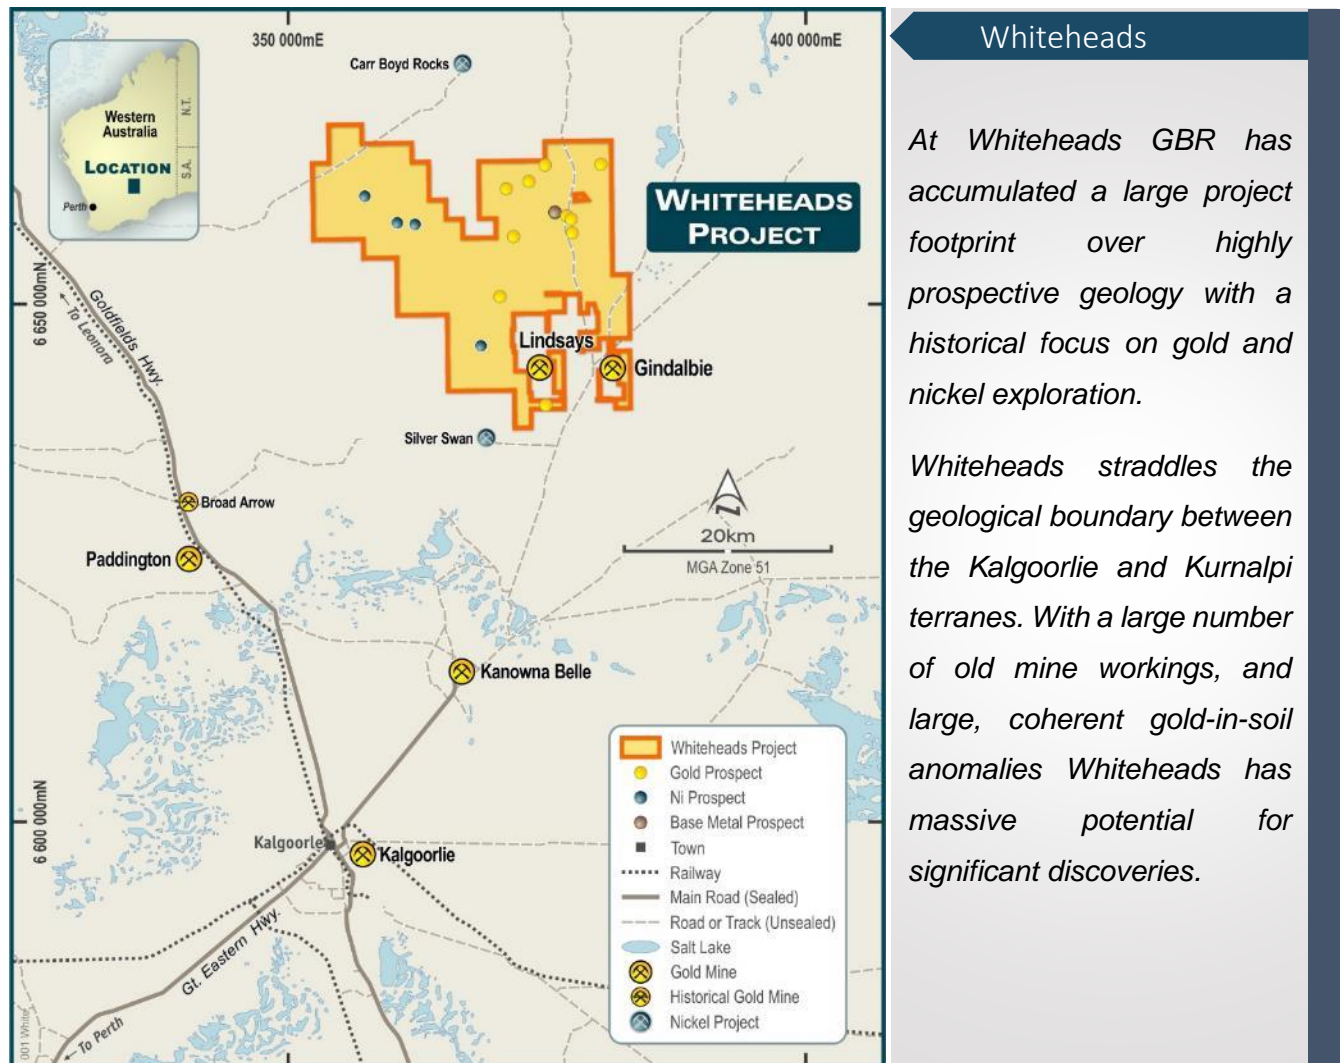 350 000mE
400 000mE
Carr Boyd Rocks
Western
Australia
N.T.
S.A.
LOCATION
Perth
WHITEHEADS
PROJECT
6 650 000mN
Goldfields Hwy.
To Leonora
Lindsays
Gindalbie
Silver Swan
Broad Arrow
Paddington
20km
MGA Zone 51
Kanowna Belle
6 600 000mN
Kalgoorle
Kalgoorlie
Gt. Eastern Hwy.
To Perth
001 White
Whiteheads Project
Gold Prospect
Ni Prospect
Base Metal Prospect
Town
Railway
Main Road (Sealed)
Road or Track (Unsealed)
Salt Lake
Gold Mine
Historical Gold Mine
Nickel Project
Whiteheads
At Whiteheads GBR has
accumulated a large project
footprint over highly
prospective geology with a
historical focus on gold and
nickel exploration.
Whiteheads straddles the
geological boundary between
the Kalgoorlie and Kurnalpi
terranes. With a large number
of old mine workings, and
large, coherent gold-in-soil
anomalies Whiteheads has
massive potential for
significant discoveries.